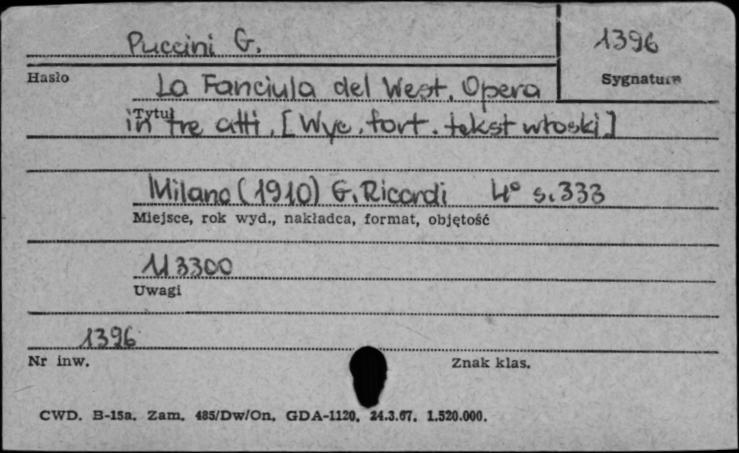 Puccini G.
1396
Hasło
Sygnatura
La Fanciula del West. Opera
Tytuł
in tre atti. [Wyc. fort. tekst włoski]
Milano (1910) G. Ricordi 4° s. 333
Miejsce, rok wyd., nakładca, format, objętość
U 3300
Uwagi
1396
Nr inw.
Znak klas.
CWD. B-15a. Zam. 485/Dw/On. GDA-1120. 24.3.67. 1.520.000.